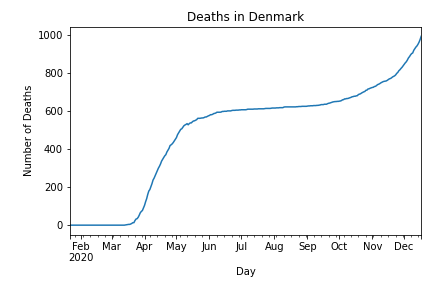 Deaths in Denmark
Number of Deaths
1000
800
600
400
200
0
Feb Mar Apr May Jun Jul Aug Sep Oct Nov Dec
2020
Day